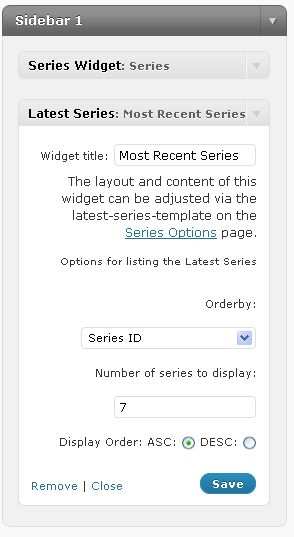 Sidebar 1
Series Widget: Series
Latest Series: Most Recent Series
Widget title: Most Recent Series
The layout and content of this
widget can be adjusted via the
latest-series-template on the
Series Options page.
Options for listing the Latest Series
Orderby:
Series ID
Number of series to display:
7
Display Order: ASC: DESC:
Remove | Close Save